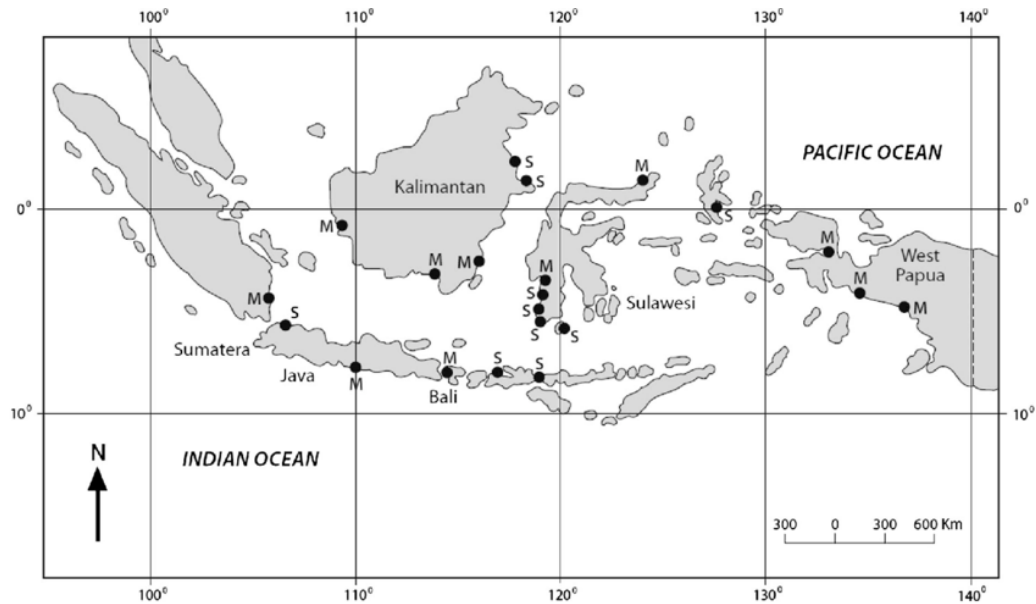 100⁰ 110⁰ 120⁰ 130⁰ 140⁰
PACIFIC OCEAN
M
S
Kalimantan
S
0⁰ 0⁰
S
M
M
West
Papua
M
M
M
M
M
S
Sulawesi
M
S
S
S
S
Sumatera
Java
M
M
S
S
Bali
10⁰ 10⁰
N
INDIAN OCEAN
300 0 300 600 Km
100⁰ 110⁰ 120⁰ 130⁰ 140⁰